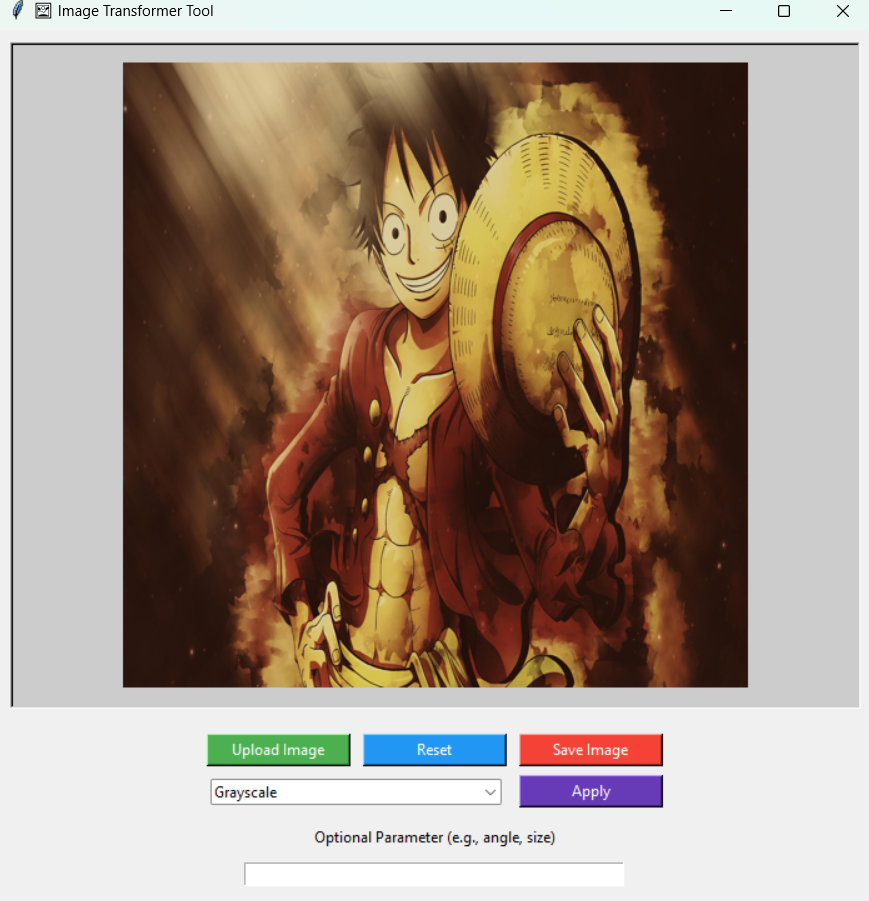 Image Transformer Tool
Upload Image
Reset
Save Image
Grayscale
Apply
Optional Parameter (e.g., angle, size)